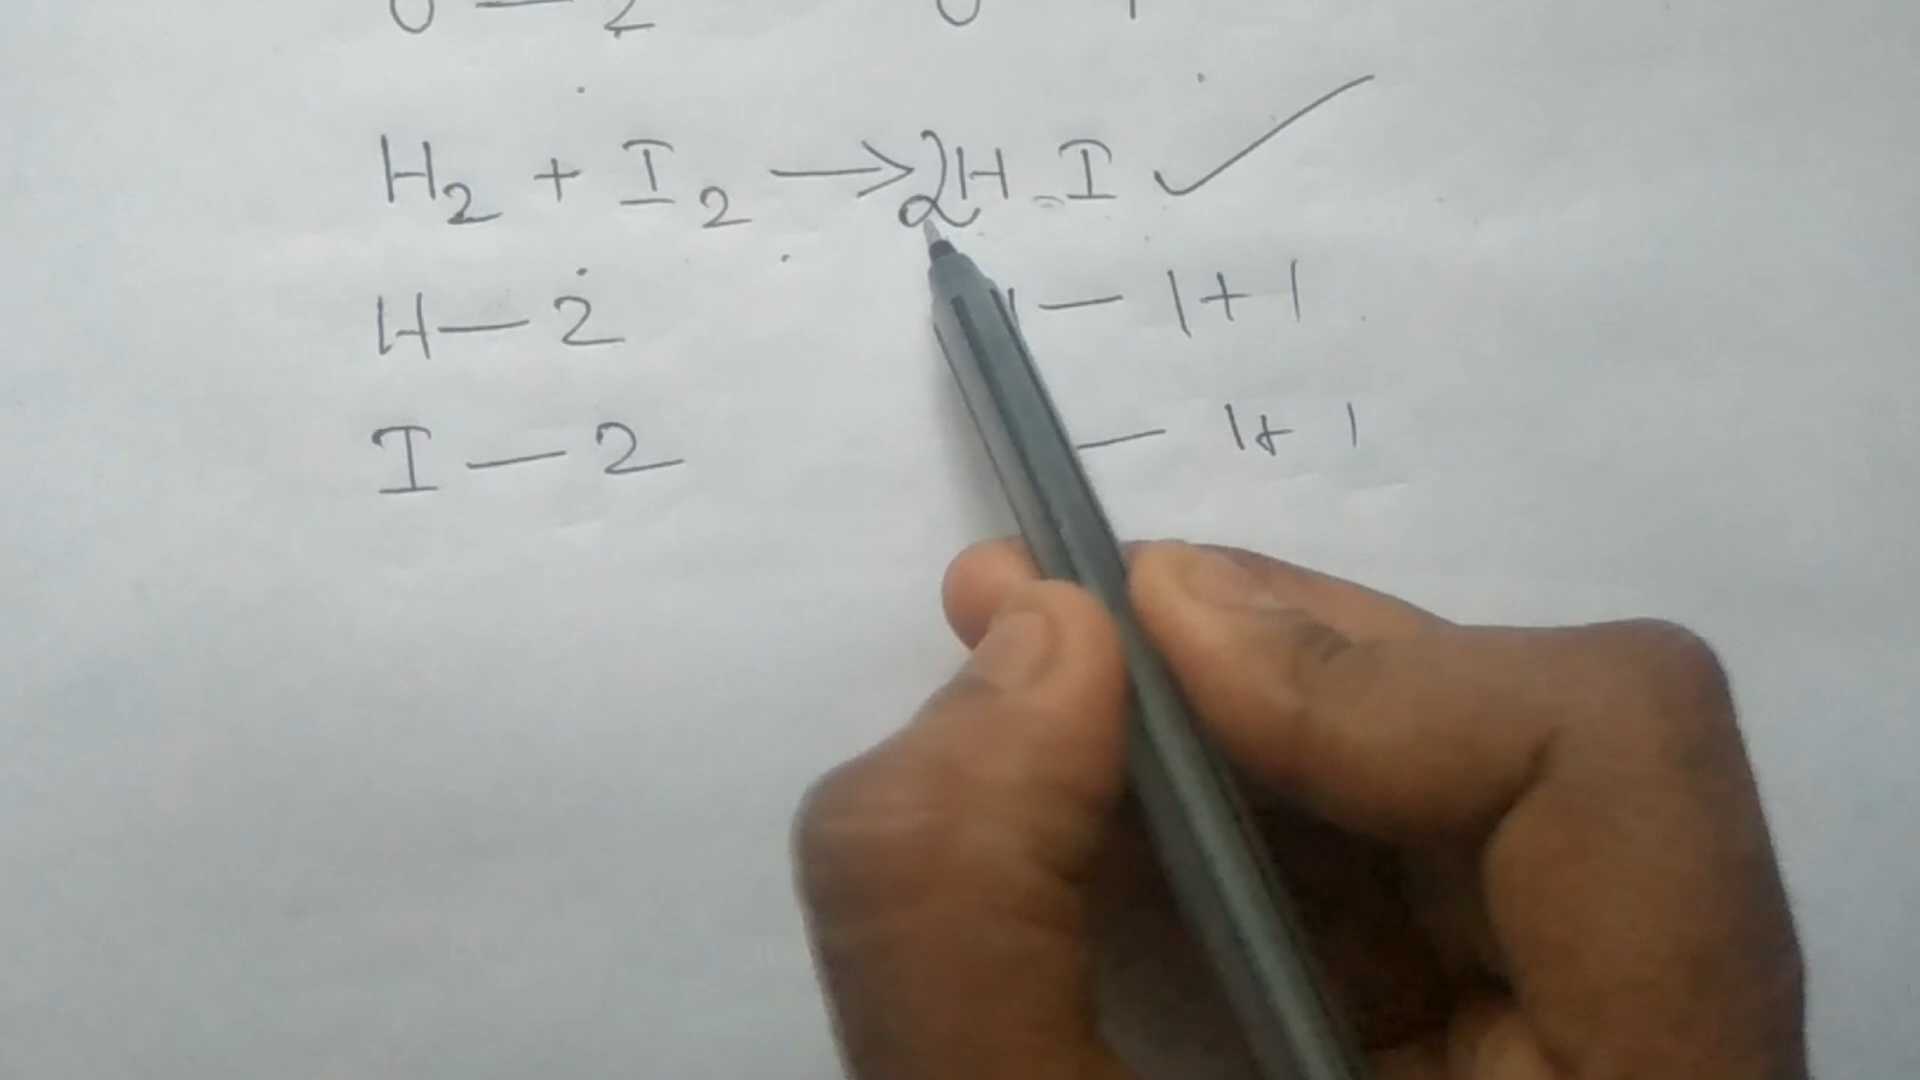 H₂ + I₂ → 2HI ✓
H — 2 — 1+1
I — 2 — 1+1